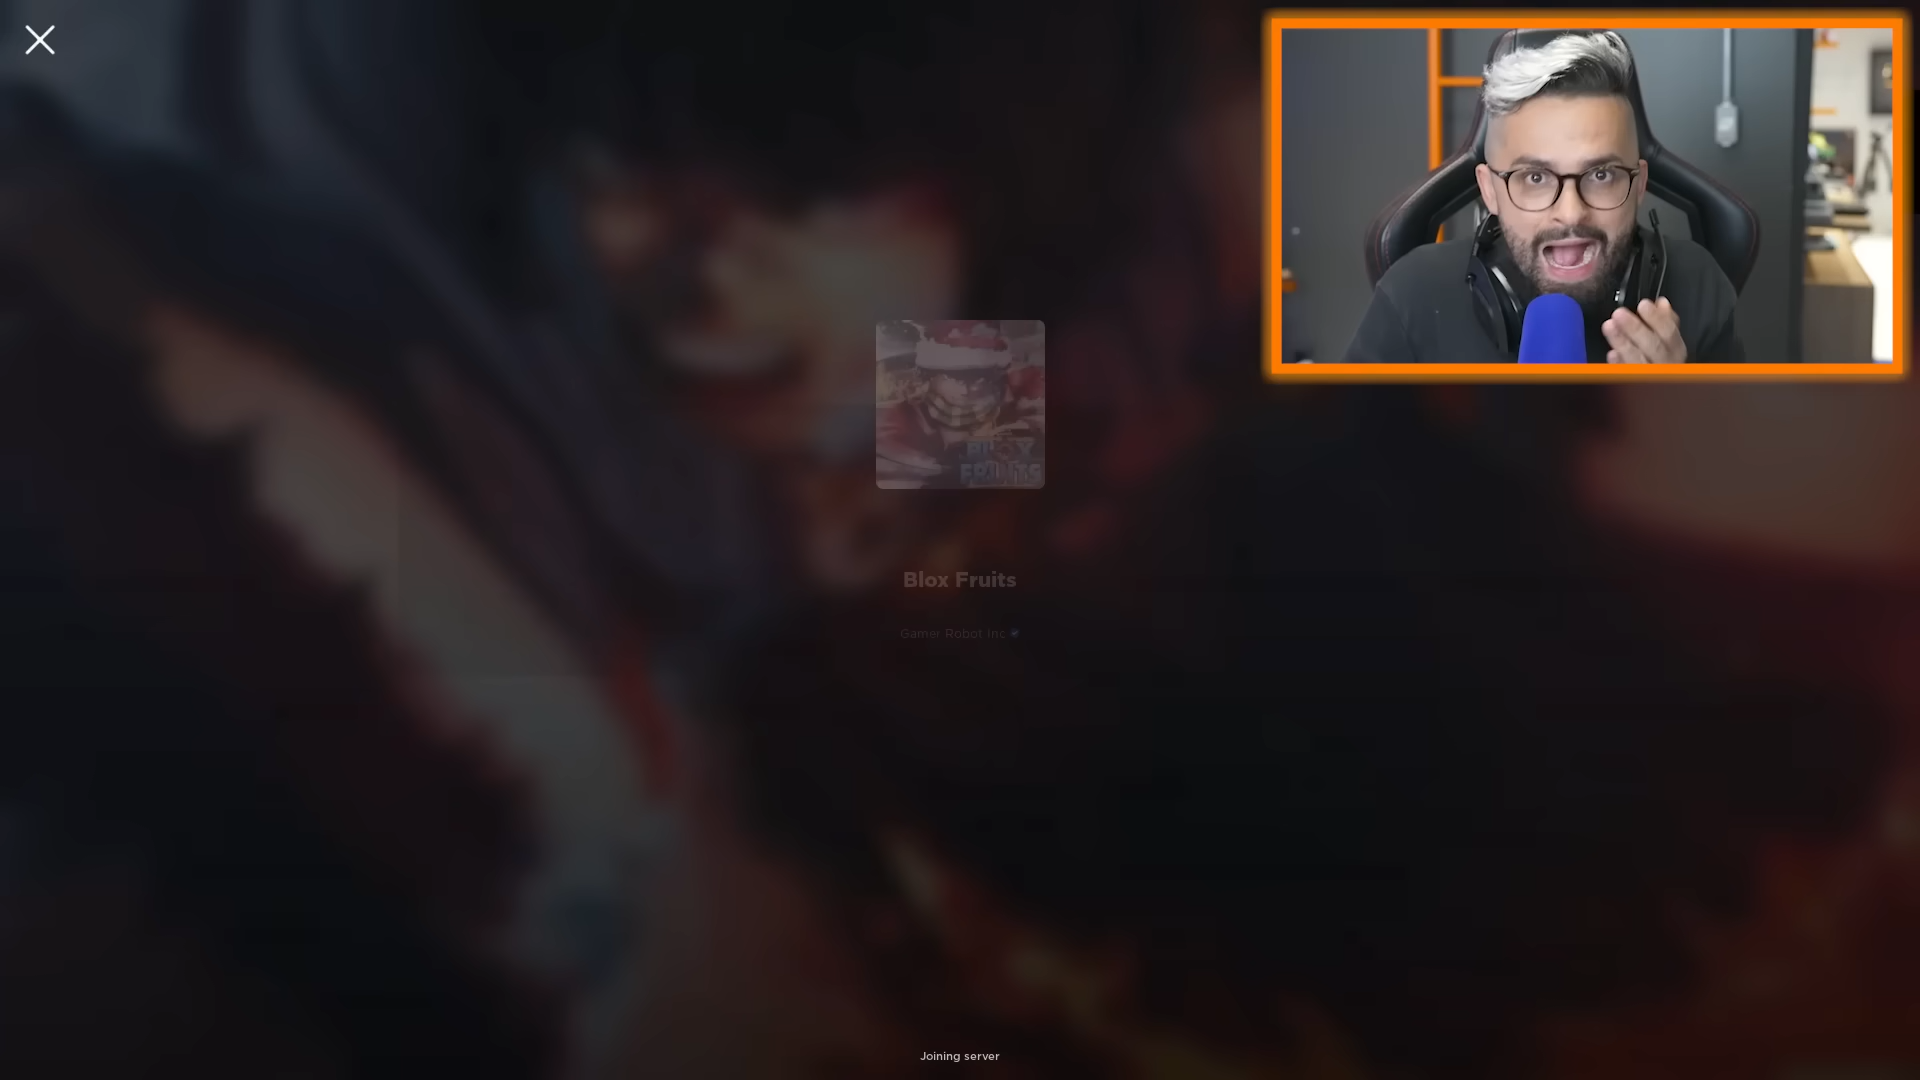 BLOX
FRUITS
Blox Fruits
Gamer Robot Inc
Joining server